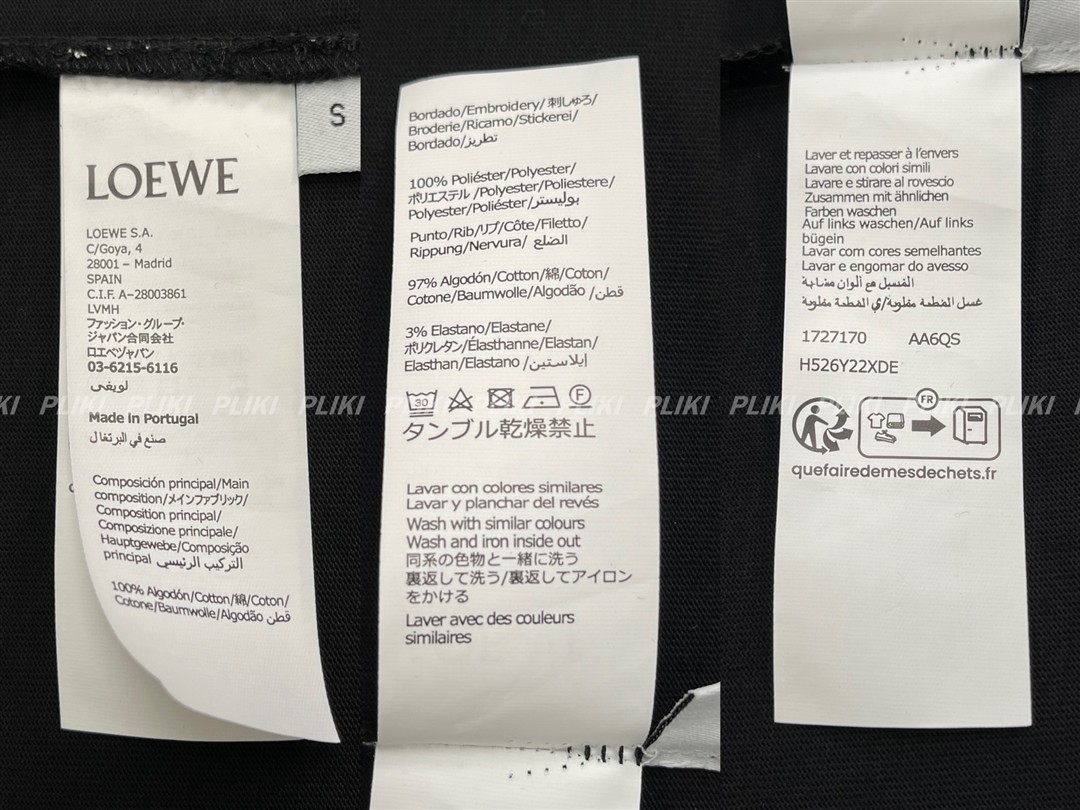 S
LOEWE
LOEWE S.A.
C/Goya, 4
28001 – Madrid
SPAIN
C.I.F. A-28003861
LVMH
ファッション・グループ・
ジャパン合同会社
ロエベジャパン
03-6215-6116
لويفي
Made in Portugal
صنع في البرتغال
Composición principal/Main
composition/メインファブリック/
Composition principal/
Composizione principale/
Hauptgewebe/Composição
principal التركيب الرئيسي
100% Algodón/Cotton/綿/Coton/
Cotone/Baumwolle/Algodão قطن
Bordado/Embroidery/刺しゅう/
Broderie/Ricamo/Stickerei/
Bordado/تطريز
100% Poliéster/Polyester/
ポリエステル /Polyester/Poliestere/
Polyester/Poliéster/بوليستر
Punto/Rib/リブ/Côte/Filetto/
Rippung/Nervura/ الضلع
97% Algodón/Cotton/綿/Coton/
Cotone/Baumwolle/Algodão /قطن
3% Elastano/Elastane/
ポリウレタン/Élasthanne/Elastan/
Elasthan/Elastano /إيلاستين
30 F
タンブル乾燥禁止
Lavar con colores similares
Lavar y planchar del revés
Wash with similar colours
Wash and iron inside out
同系の色物と一緒に洗う
裏返して洗う/裏返してアイロン
をかける
Laver avec des couleurs
similaires
Laver et repasser à l'envers
Lavare con colori simili
Lavare e stirare al rovescio
Zusammen mit ähnlichen
Farben waschen
Auf links waschen/Auf links
bügein
Lavar com cores semelhantes
Lavar e engomar do avesso
الغسيل مع ألوان مشابهة
غسل القطعة مقلوبة/كي القطعة مقلوبة
1727170 AA6QS
H526Y22XDE
FR
quefairedemesdechets.fr
PLIKI PLIKI PLIKI PLIKI PLIKI PLIKI PLIKI PLIKI PLIKI PLIKI PLIKI